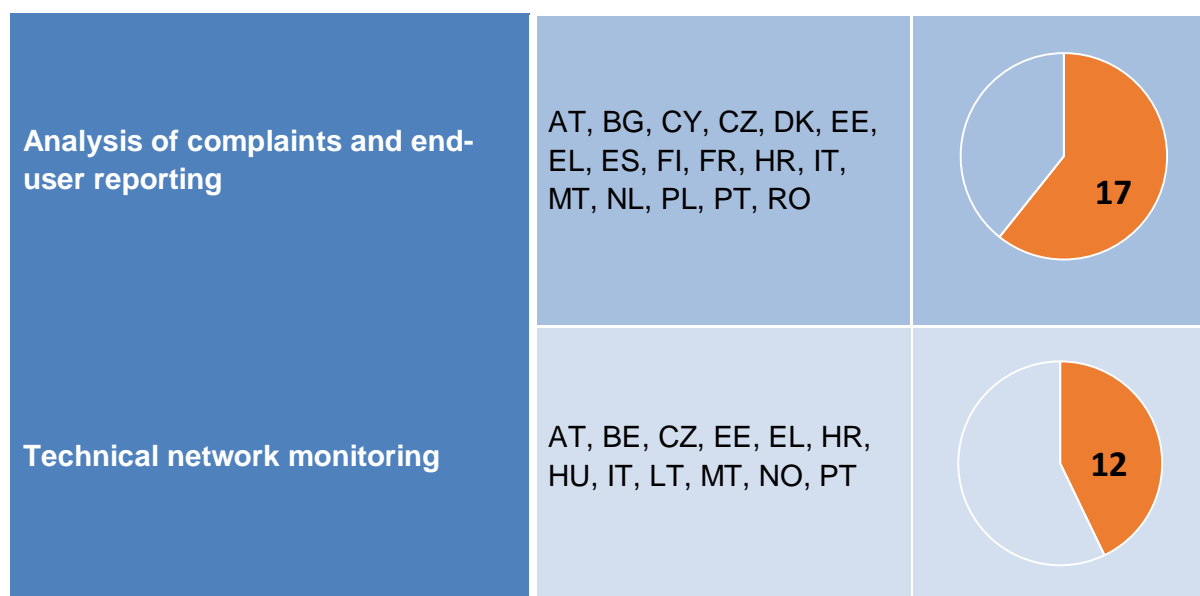 Analysis of complaints and end-
user reporting
AT, BG, CY, CZ, DK, EE,
EL, ES, FI, FR, HR, IT,
MT, NL, PL, PT, RO
17
Technical network monitoring
AT, BE, CZ, EE, EL, HR,
HU, IT, LT, MT, NO, PT
12